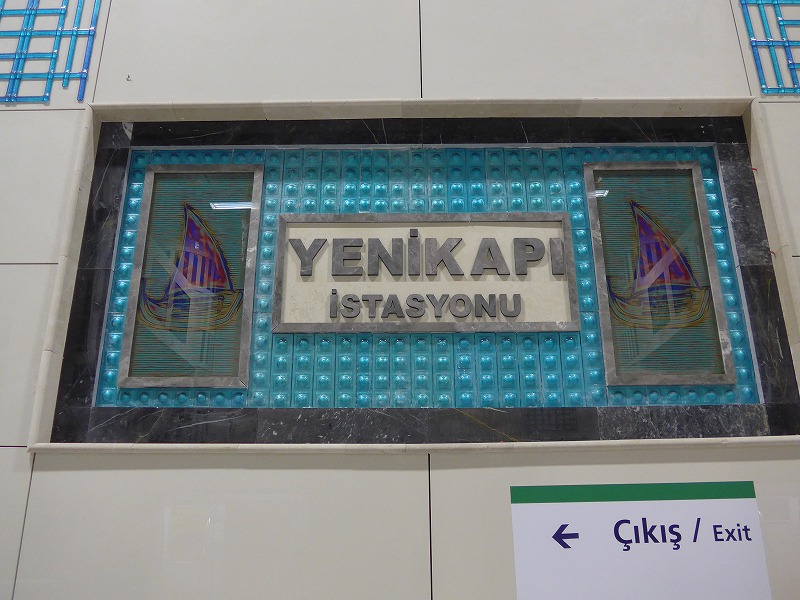 YENİKAPI
İSTASYONU
← Çıkış / Exit